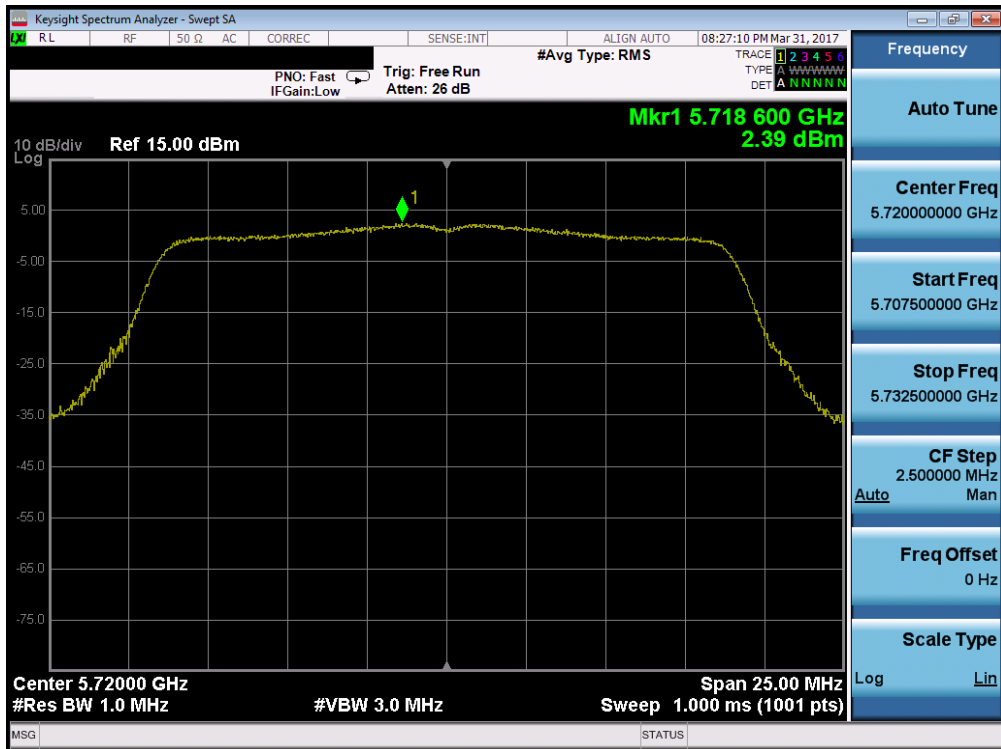 Keysight Spectrum Analyzer - Swept SA
LXI RL RF 50 Ω AC CORREC SENSE:INT ALIGN AUTO 08:27:10 PM Mar 31, 2017
#Avg Type: RMS TRACE 1 2 3 4 5 6
PNO: Fast Trig: Free Run TYPE A WWWWW
IFGain:Low Atten: 26 dB DET A N N N N N
Mkr1 5.718 600 GHz
2.39 dBm
10 dB/div Ref 15.00 dBm
Log
1
5.00
-5.00
-15.0
-25.0
-35.0
-45.0
-55.0
-65.0
-75.0
Center 5.72000 GHz Span 25.00 MHz
#Res BW 1.0 MHz #VBW 3.0 MHz Sweep 1.000 ms (1001 pts)
MSG STATUS
Frequency
Auto Tune
Center Freq
5.720000000 GHz
Start Freq
5.707500000 GHz
Stop Freq
5.732500000 GHz
CF Step
2.500000 MHz
Auto Man
Freq Offset
0 Hz
Scale Type
Log Lin